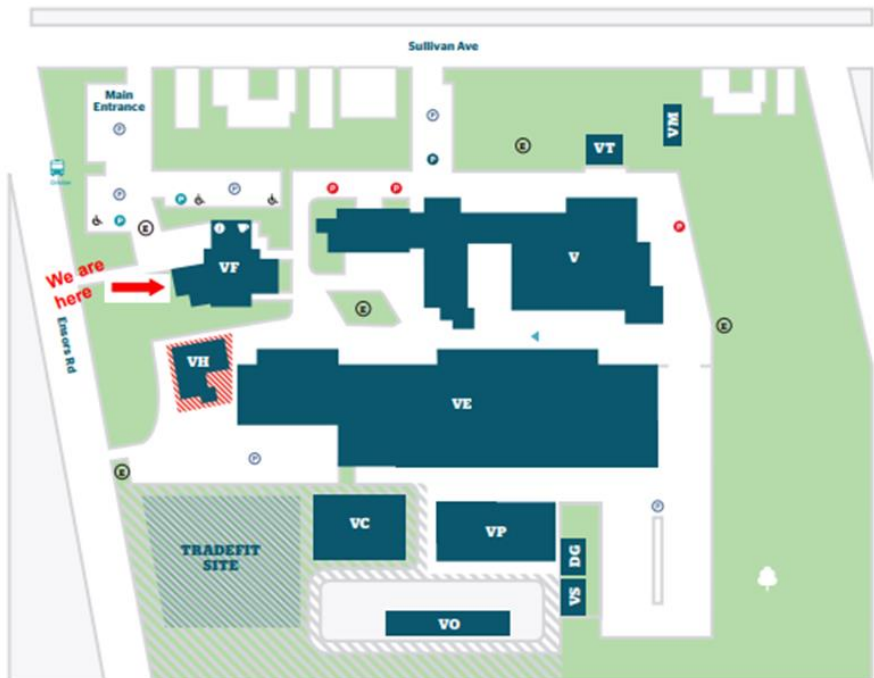 Sullivan Ave
Main
Entrance
P
P
E
P
VM
VT
P
P
P
P
P
P
E
VF
V
P
We are
here
E
E
Ensors Rd
VH
VE
P
E
VC
VP
P
TRADEFIT
SITE
DG
VS
VO